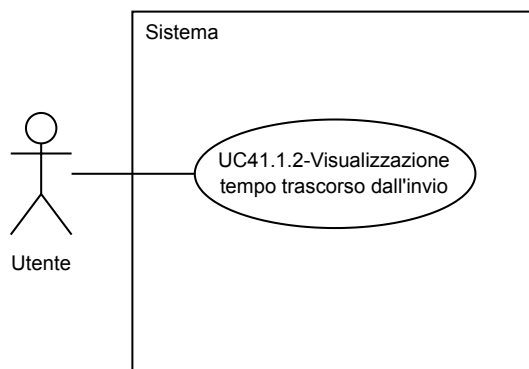 Sistema
UC41.1.2-Visualizzazione
tempo trascorso dall'invio
Utente